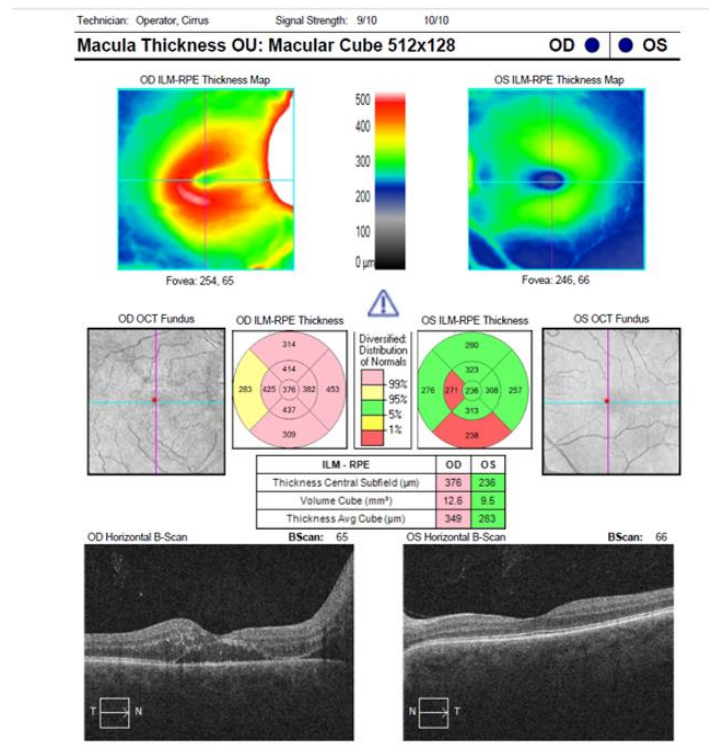 Technician: Operator, Cirrus Signal Strength: 9/10 10/10
Macula Thickness OU: Macular Cube 512x128 OD OS
OD ILM-RPE Thickness Map OS ILM-RPE Thickness Map
500
400
300
200
100
0 µm
Fovea: 254, 65 Fovea: 246, 66
OD OCT Fundus OD ILM-RPE Thickness OS ILM-RPE Thickness OS OCT Fundus
Diversified:
Distribution
of Normals
99%
95%
5%
1%
314
414
283 425 376 382 453
437
309
280
323
276 271 236 308 257
313
238
ILM - RPE OD OS
Thickness Central Subfield (µm) 376 236
Volume Cube (mm³) 12.6 9.5
Thickness Avg Cube (µm) 349 263
OD Horizontal B-Scan BScan: 65 OS Horizontal B-Scan BScan: 66
T N N T